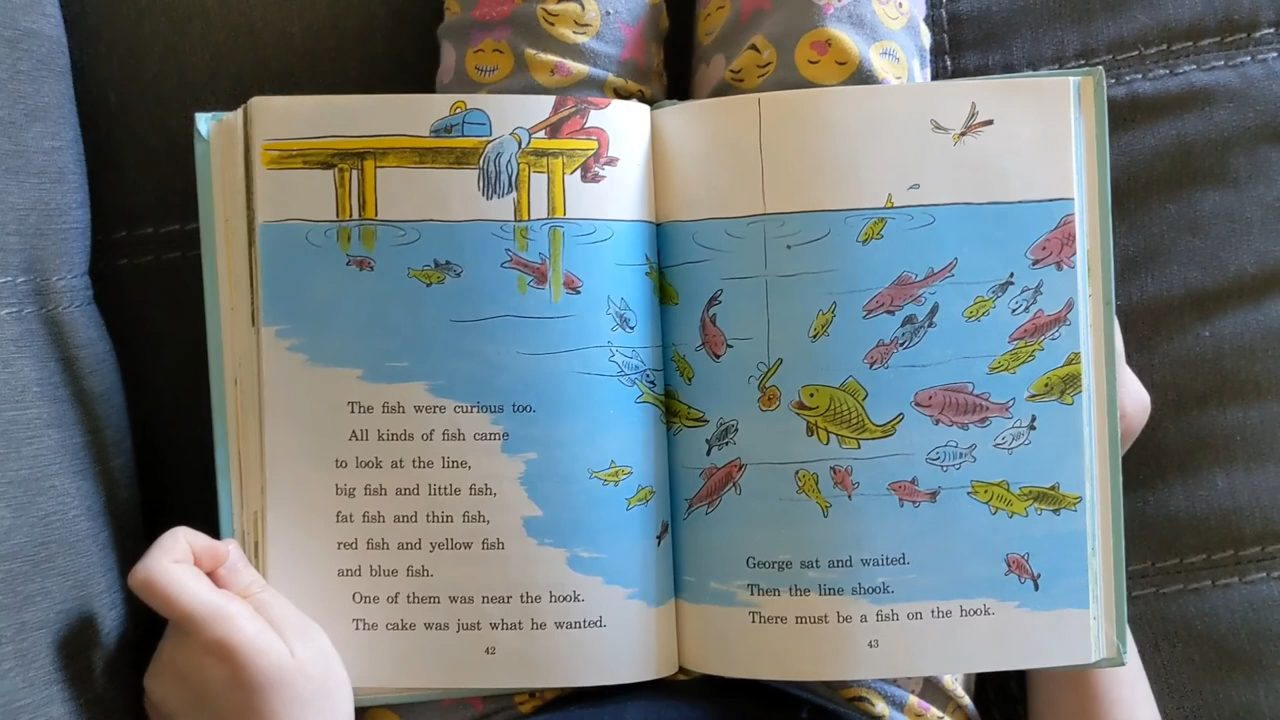 The fish were curious too.
All kinds of fish came
to look at the line,
big fish and little fish,
fat fish and thin fish,
red fish and yellow fish
and blue fish.
One of them was near the hook.
The cake was just what he wanted.
42
George sat and waited.
Then the line shook.
There must be a fish on the hook.
43